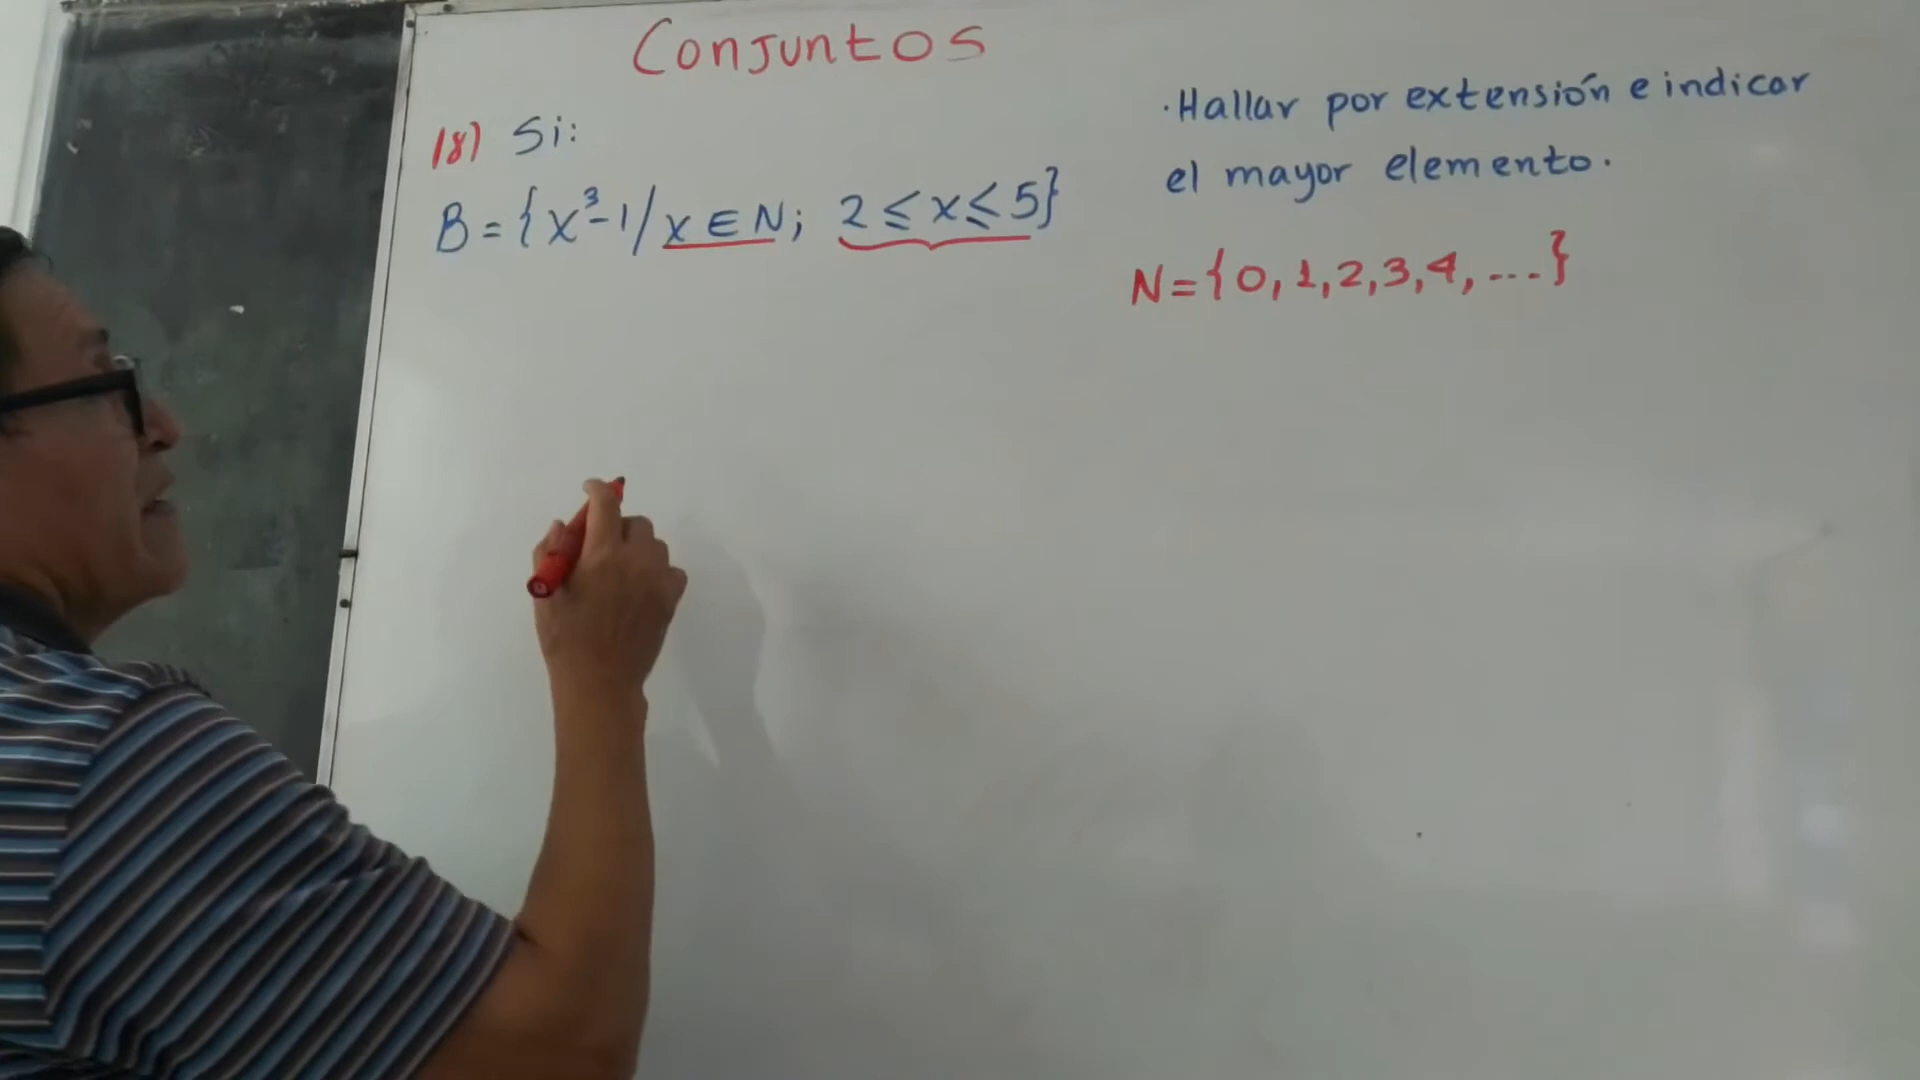 Conjuntos
18) Si:
B = {x³-1/x ∈ N; 2 ≤ x ≤ 5}
· Hallar por extensión e indicar
el mayor elemento.
N = {0, 1, 2, 3, 4, ...}